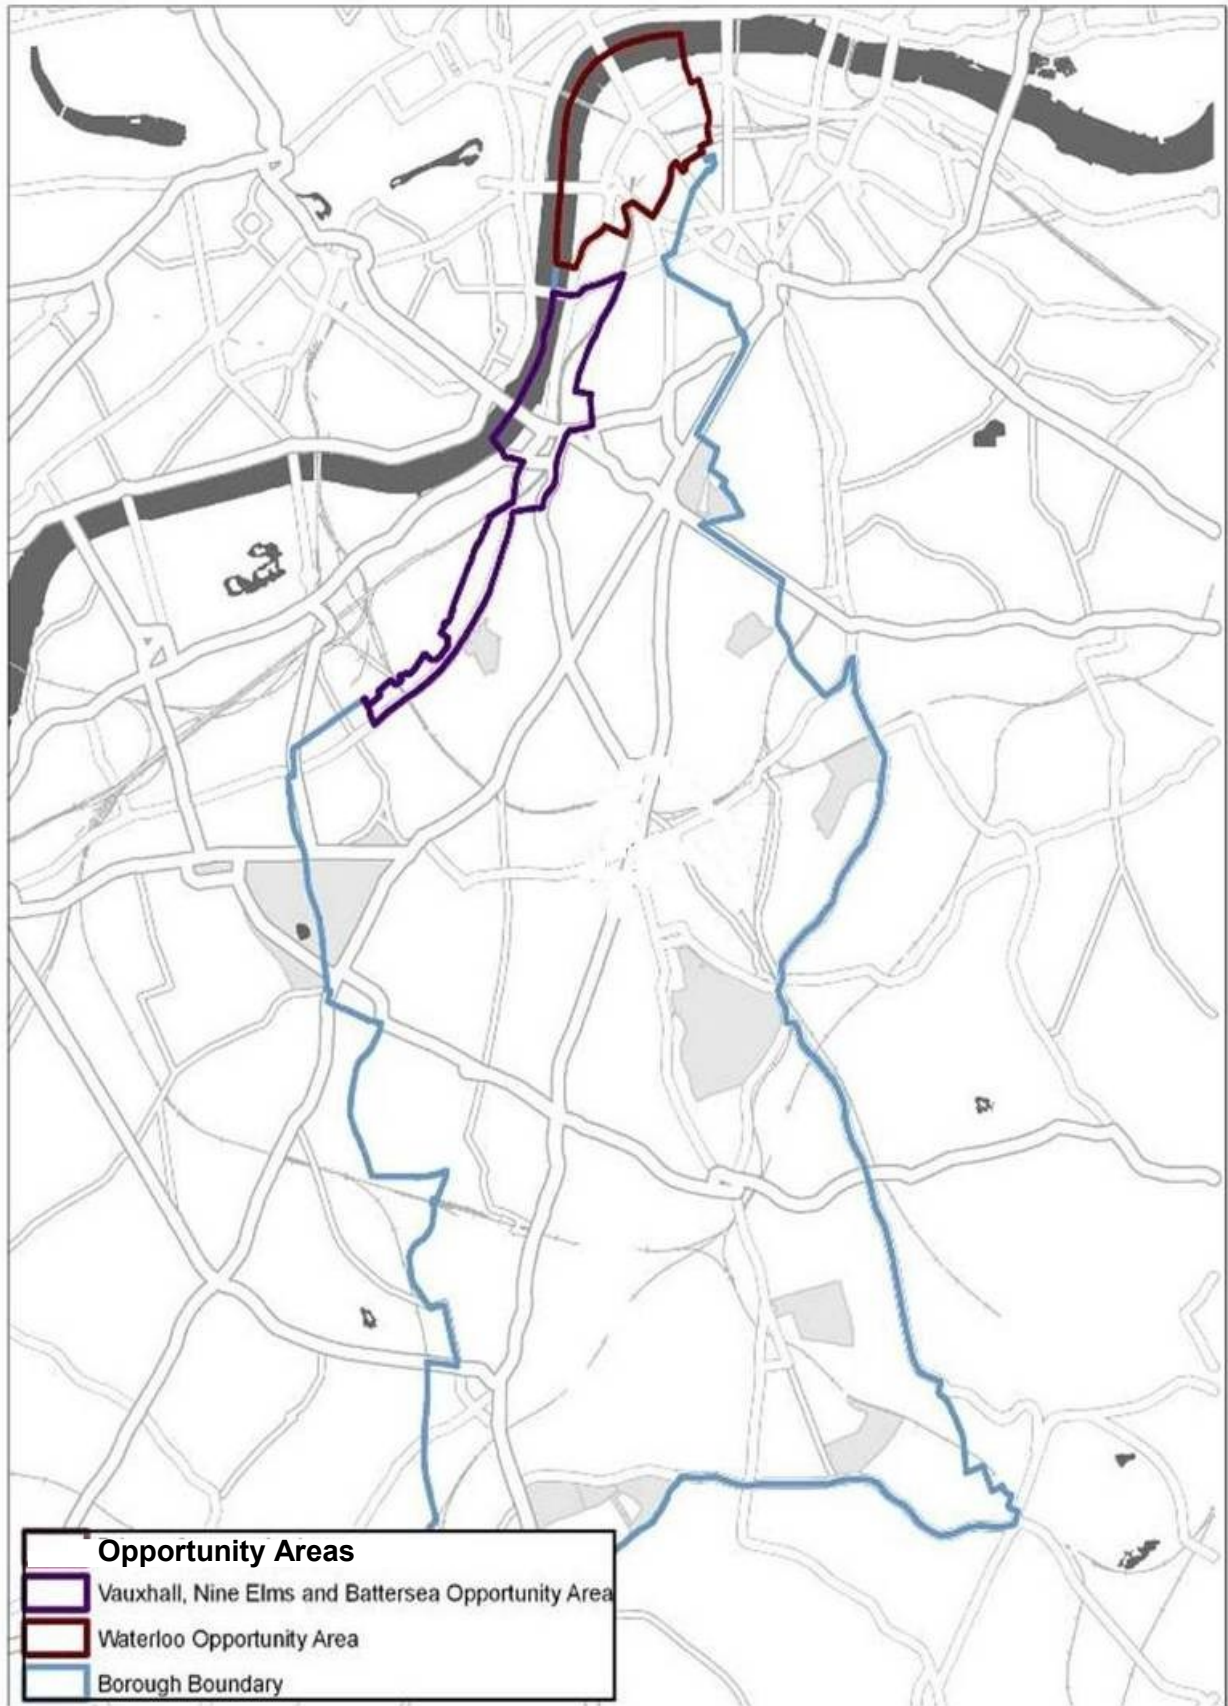 Opportunity Areas
Vauxhall, Nine Elms and Battersea Opportunity Area
Waterloo Opportunity Area
Borough Boundary